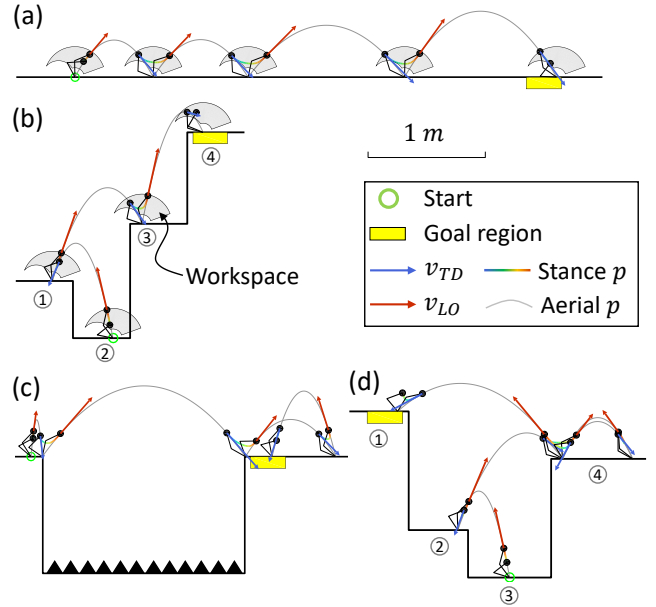 (a)
(b)
1 m
④
Start
Goal region
③
v_TD
Stance p
Workspace
①
v_LO
Aerial p
②
(c)
(d)
①
④
②
③